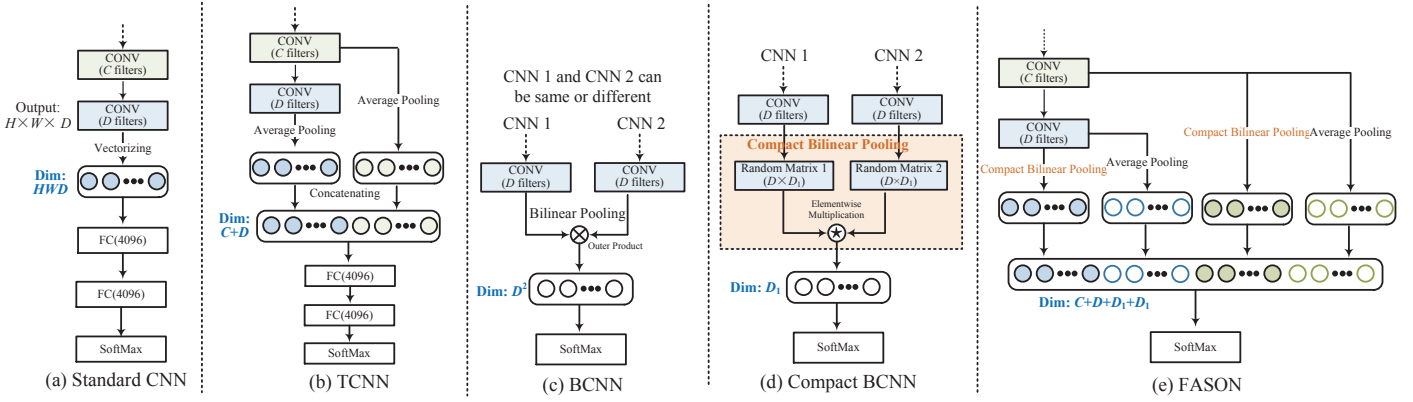 CONV
(C filters)
Output:
H×W× D
CONV
(D filters)
Vectorizing
Dim:
HWD
FC(4096)
FC(4096)
SoftMax
(a) Standard CNN
CONV
(C filters)
CONV
(D filters)
Average Pooling
Average Pooling
Concatenating
Dim:
C+D
FC(4096)
FC(4096)
SoftMax
(b) TCNN
CNN 1 and CNN 2 can
be same or different
CNN 1
CNN 2
CONV
(D filters)
CONV
(D filters)
Bilinear Pooling
Outer Product
Dim: D²
SoftMax
(c) BCNN
CNN 1
CNN 2
CONV
(D filters)
CONV
(D filters)
Compact Bilinear Pooling
Random Matrix 1
(D×D₁)
Random Matrix 2
(D×D₁)
Elementwise
Multiplication
Dim: D₁
SoftMax
(d) Compact BCNN
CONV
(C filters)
CONV
(D filters)
Compact Bilinear Pooling
Average Pooling
Compact Bilinear Pooling
Average Pooling
Dim: C+D+D₁+D₁
SoftMax
(e) FASON